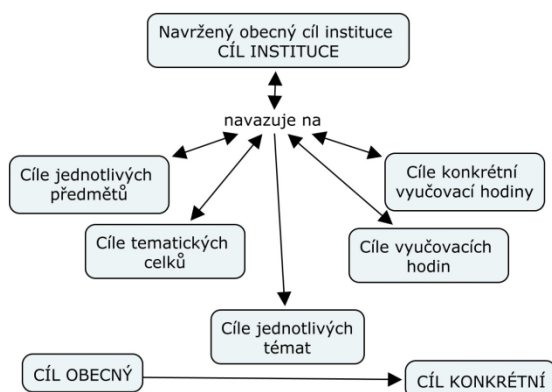 Navržený obecný cíl instituce
CÍL INSTITUCE
navazuje na
Cíle jednotlivých
předmětů
Cíle konkrétní
vyučovací hodiny
Cíle tematických
celků
Cíle vyučovacích
hodin
Cíle jednotlivých
témat
CÍL OBECNÝ
CÍL KONKRÉTNÍ